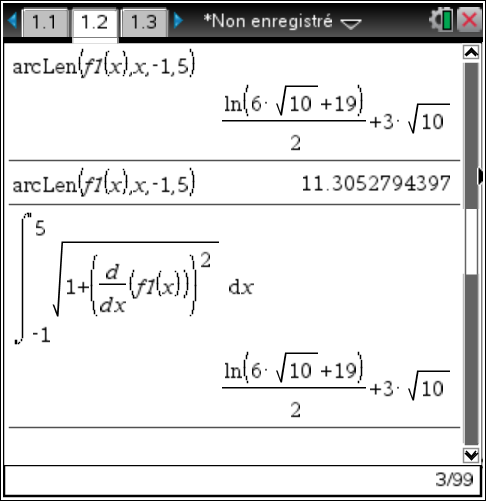 1.1 1.2 1.3 *Non enregistré
arcLen(f1(x),x,-1,5)
ln(6·√10+19)/2+3·√10
arcLen(f1(x),x,-1,5) 11.3052794397
∫_-1^5 √(1+(d/dx(f1(x)))^2) dx
ln(6·√10+19)/2+3·√10
3/99